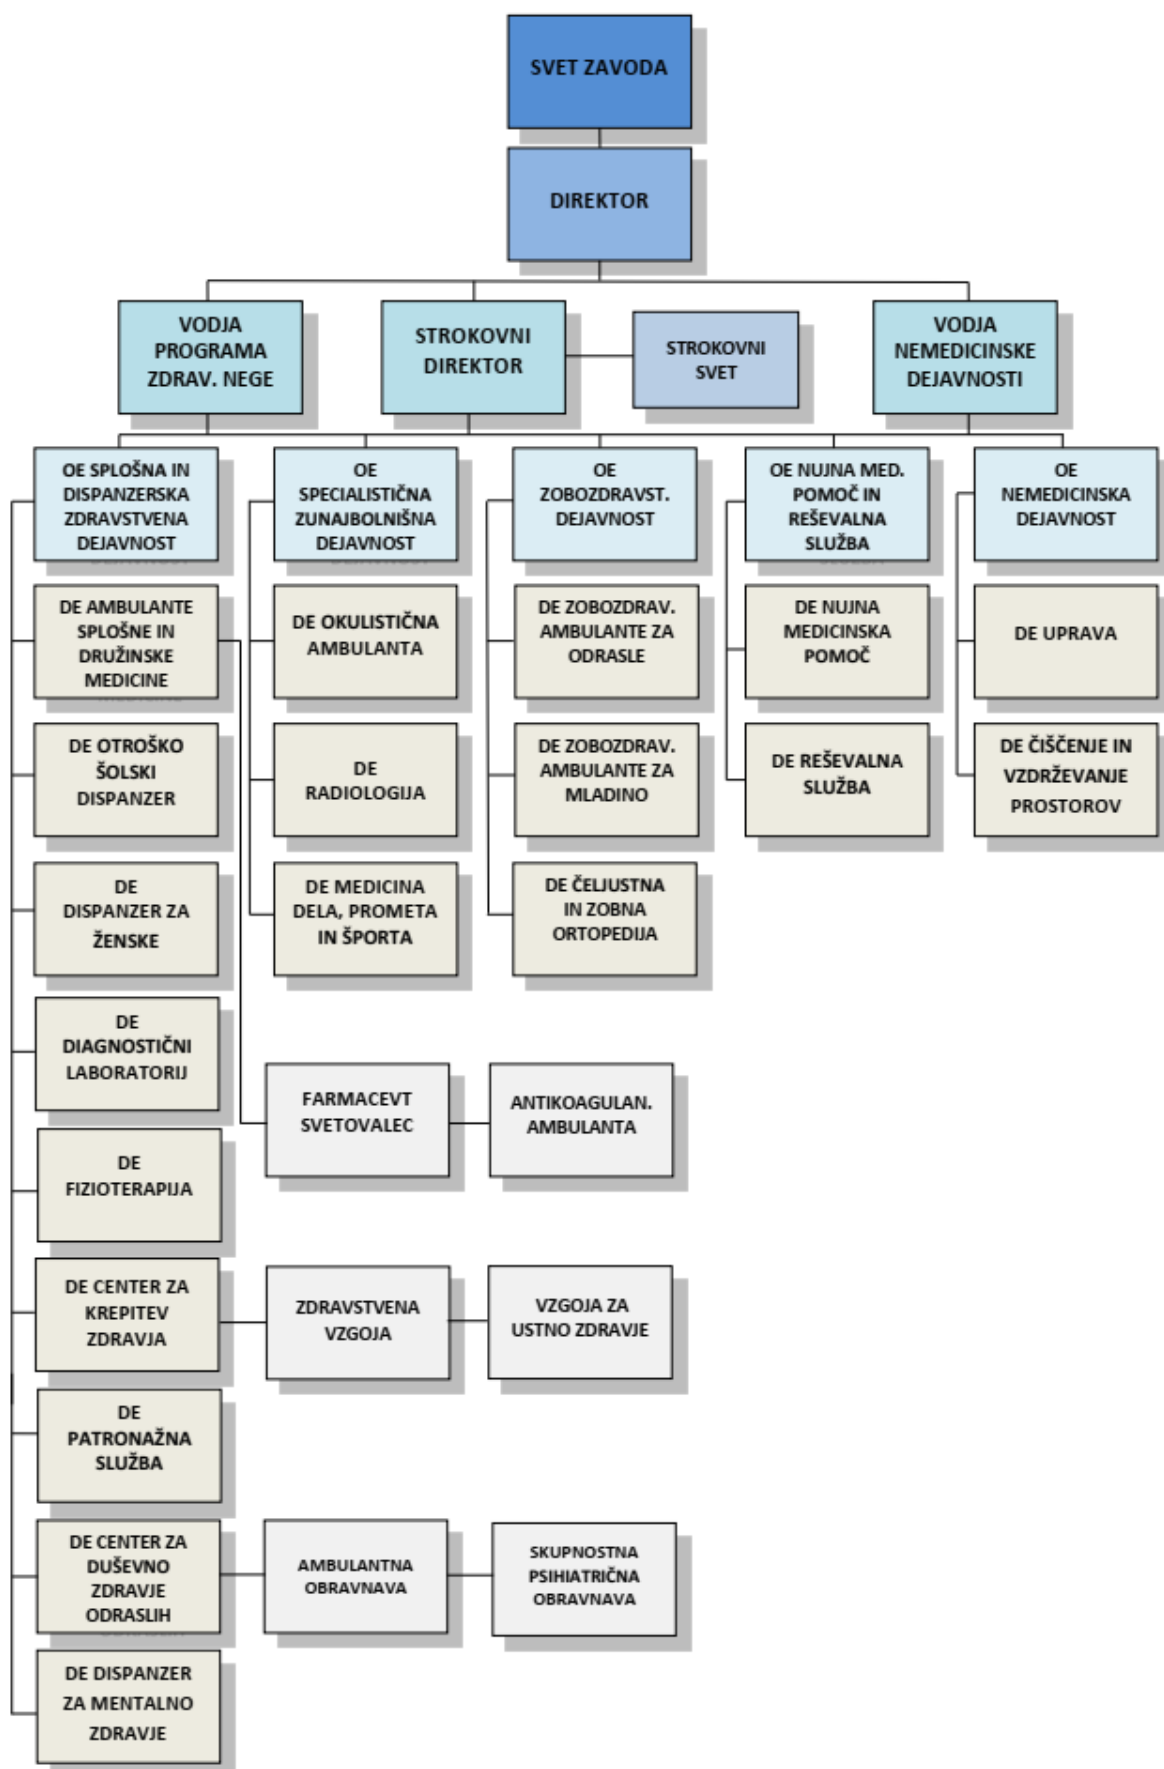 SVET ZAVODA
DIREKTOR
VODJA
PROGRAMA
ZDRAV. NEGE
STROKOVNI
DIREKTOR
STROKOVNI
SVET
VODJA
NEMEDICINSKE
DEJAVNOSTI
OE SPLOŠNA IN
DISPANZERSKA
ZDRAVSTVENA
DEJAVNOST
OE
SPECIALISTIČNA
ZUNAJBOLNIŠNA
DEJAVNOST
OE
ZOBOZDRAVST.
DEJAVNOST
OE NUJNA MED.
POMOČ IN
REŠEVALNA
SLUŽBA
OE
NEMEDICINSKA
DEJAVNOST
DE AMBULANTE
SPLOŠNE IN
DRUŽINSKE
MEDICINE
DE OKULISTIČNA
AMBULANTA
DE ZOBOZDRAV.
AMBULANTE ZA
ODRASLE
DE NUJNA
MEDICINSKA
POMOČ
DE UPRAVA
DE OTROŠKO
ŠOLSKI
DISPANZER
DE
RADIOLOGIJA
DE ZOBOZDRAV.
AMBULANTE ZA
MLADINO
DE REŠEVALNA
SLUŽBA
DE ČIŠČENJE IN
VZDRŽEVANJE
PROSTOROV
DE
DISPANZER ZA
ŽENSKE
DE MEDICINA
DELA, PROMETA
IN ŠPORTA
DE ČELJUSTNA
IN ZOBNA
ORTOPEDIJA
DE
DIAGNOSTIČNI
LABORATORIJ
FARMACEVT
SVETOVALEC
ANTIKOAGULAN.
AMBULANTA
DE
FIZIOTERAPIJA
DE CENTER ZA
KREPITEV
ZDRAVJA
ZDRAVSTVENA
VZGOJA
VZGOJA ZA
USTNO ZDRAVJE
DE
PATRONAŽNA
SLUŽBA
DE CENTER ZA
DUŠEVNO
ZDRAVJE
ODRASLIH
AMBULANTNA
OBRAVNAVA
SKUPNOSTNA
PSIHIATRIČNA
OBRAVNAVA
DE DISPANZER
ZA MENTALNO
ZDRAVJE